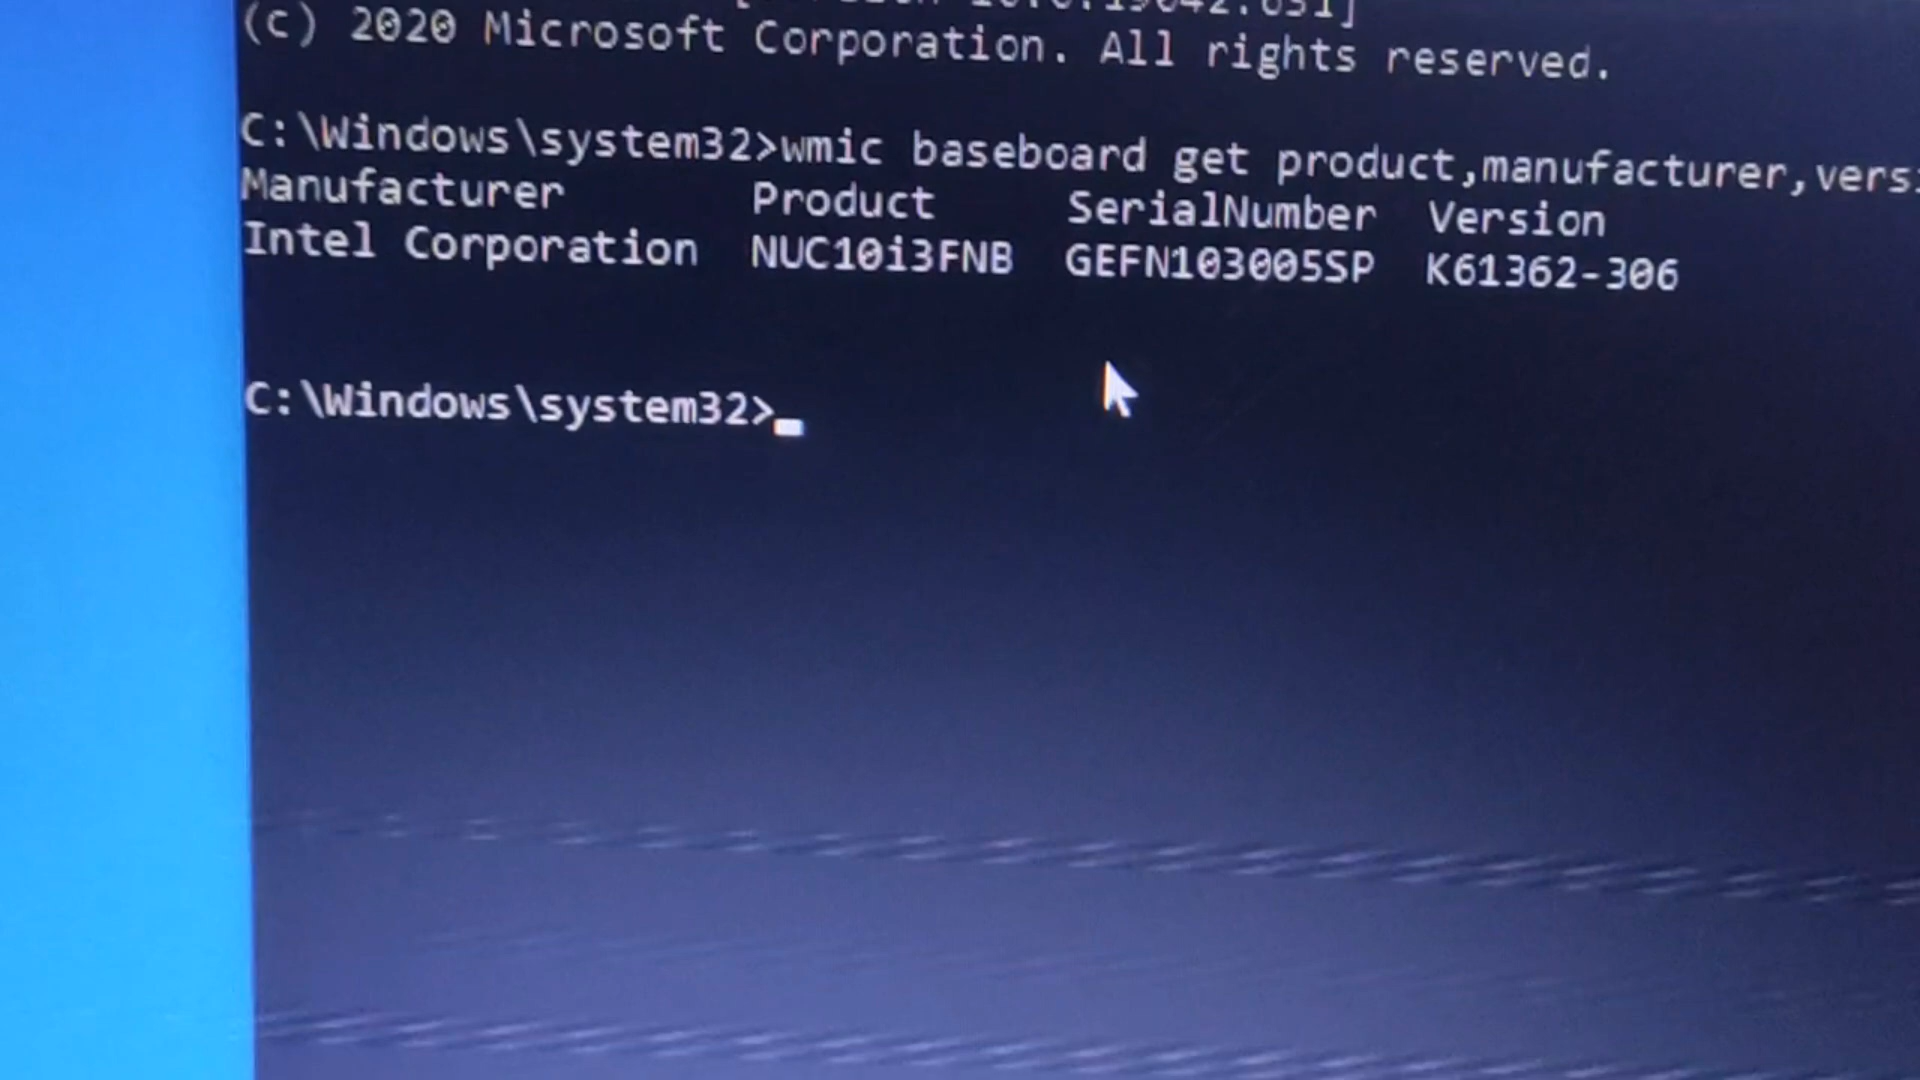 (c) 2020 Microsoft Corporation. All rights reserved.
C:\Windows\system32>wmic baseboard get product,manufacturer,vers
Manufacturer Product SerialNumber Version
Intel Corporation NUC10i3FNB GEFN103005SP K61362-306
C:\Windows\system32>